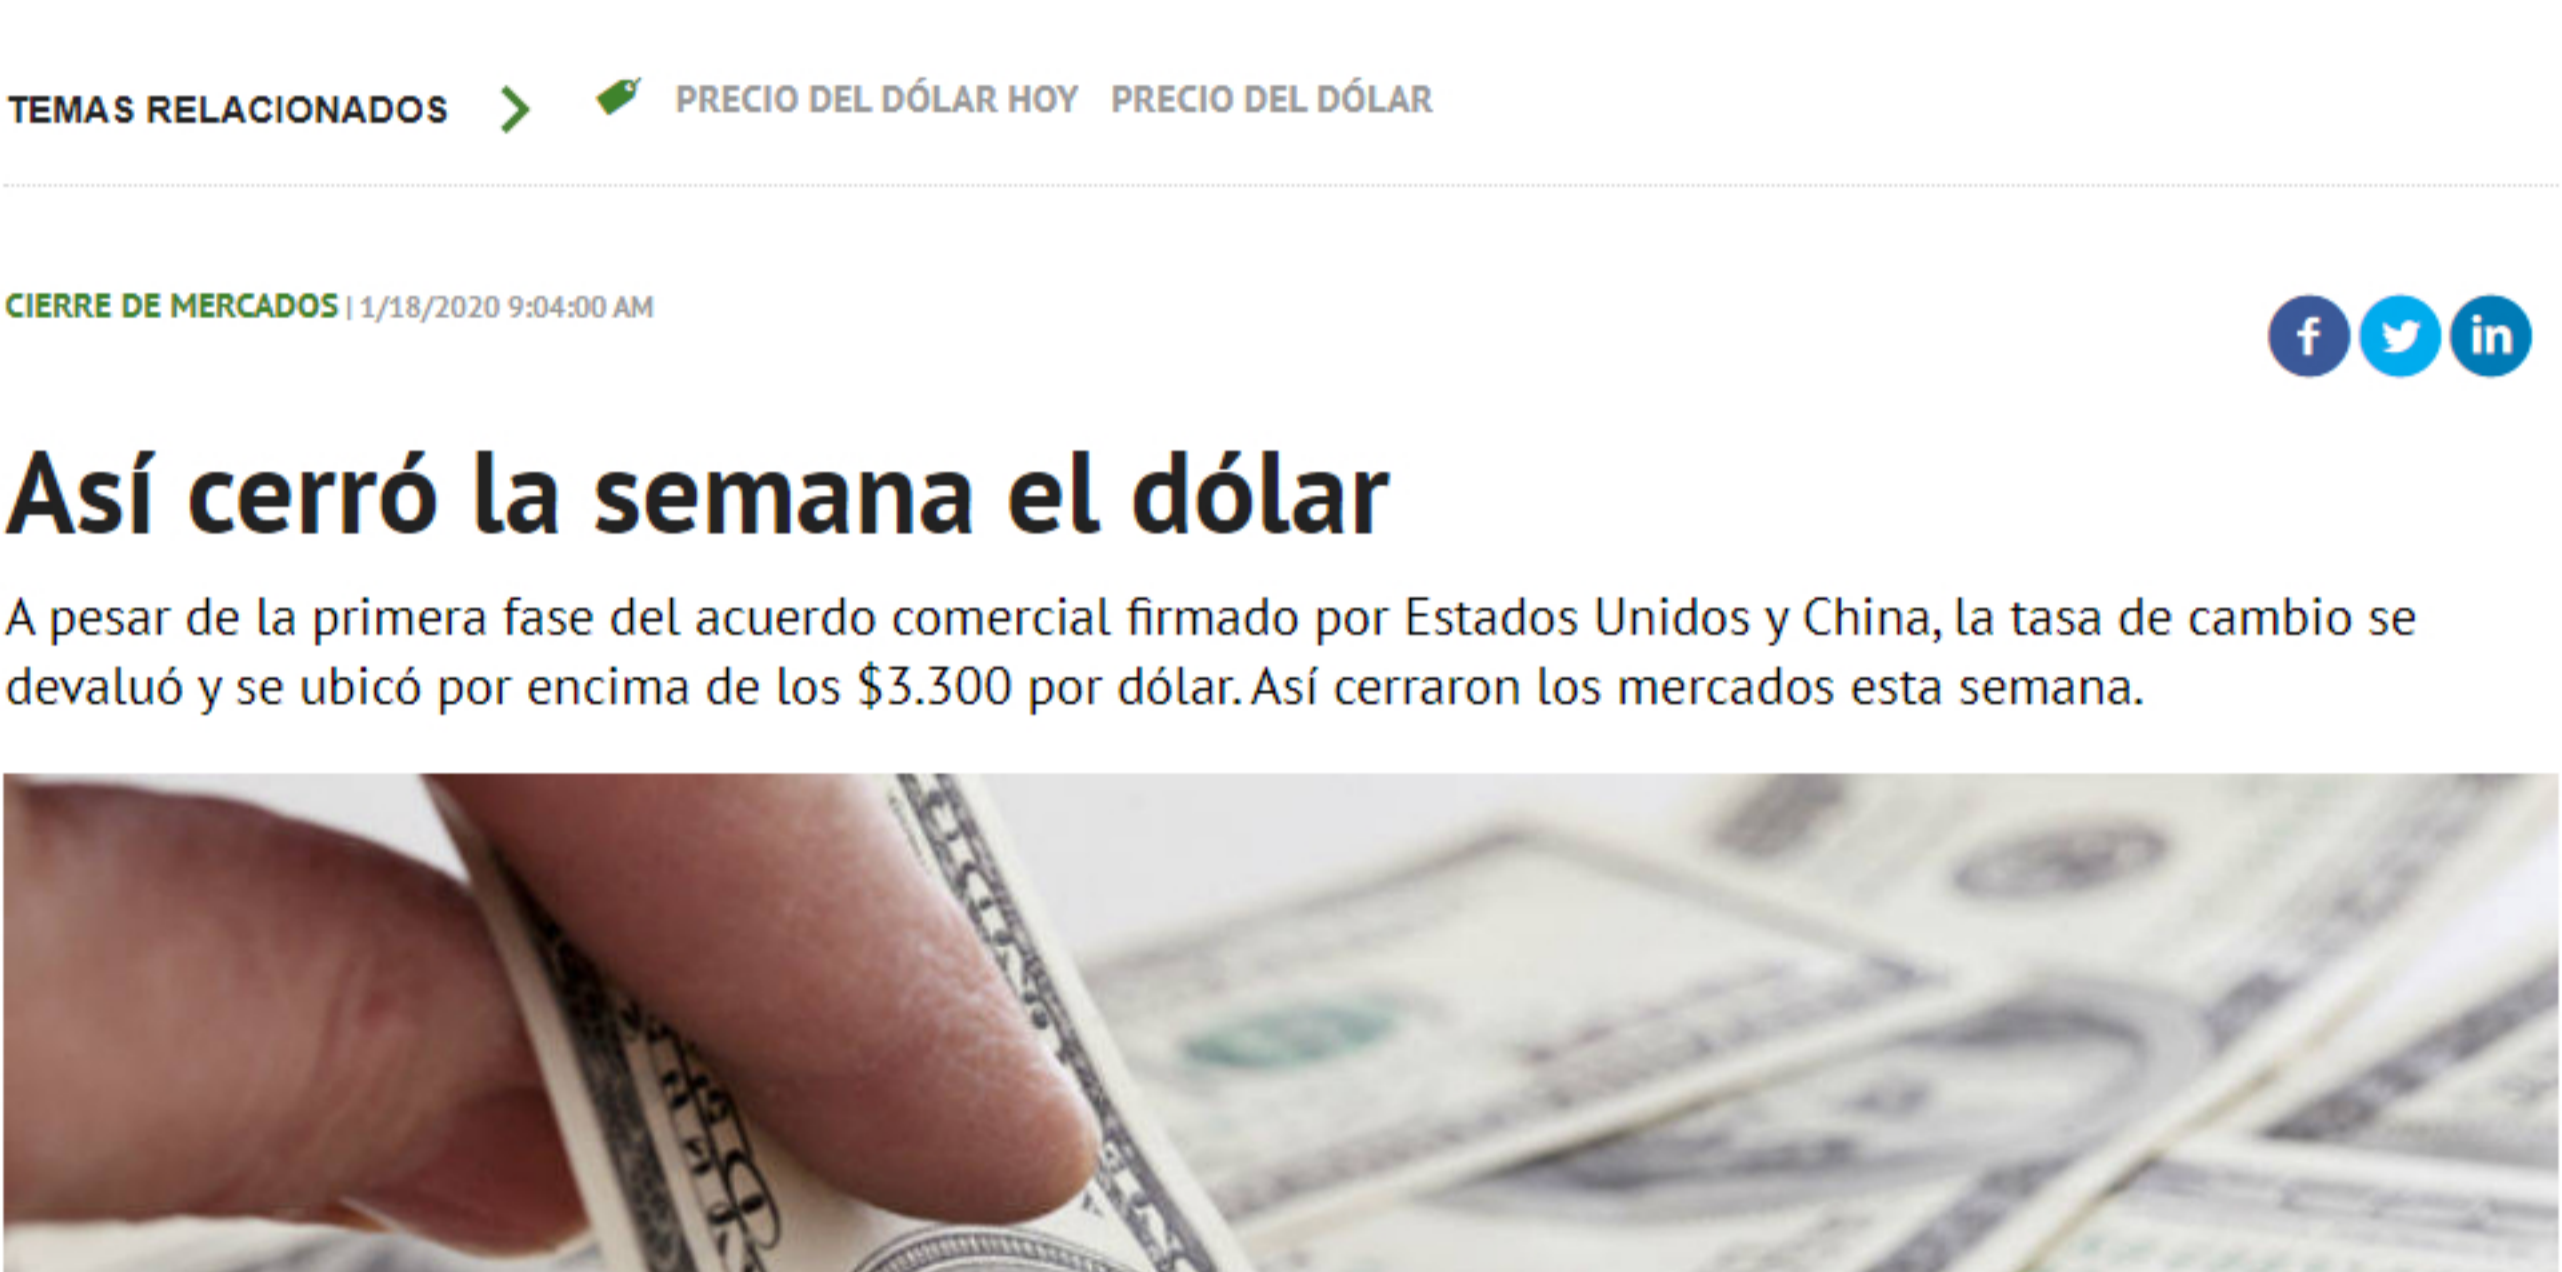 TEMAS RELACIONADOS
PRECIO DEL DÓLAR HOY PRECIO DEL DÓLAR
CIERRE DE MERCADOS | 1/18/2020 9:04:00 AM
f in
Así cerró la semana el dólar
A pesar de la primera fase del acuerdo comercial firmado por Estados Unidos y China, la tasa de cambio se
devaluó y se ubicó por encima de los $3.300 por dólar. Así cerraron los mercados esta semana.